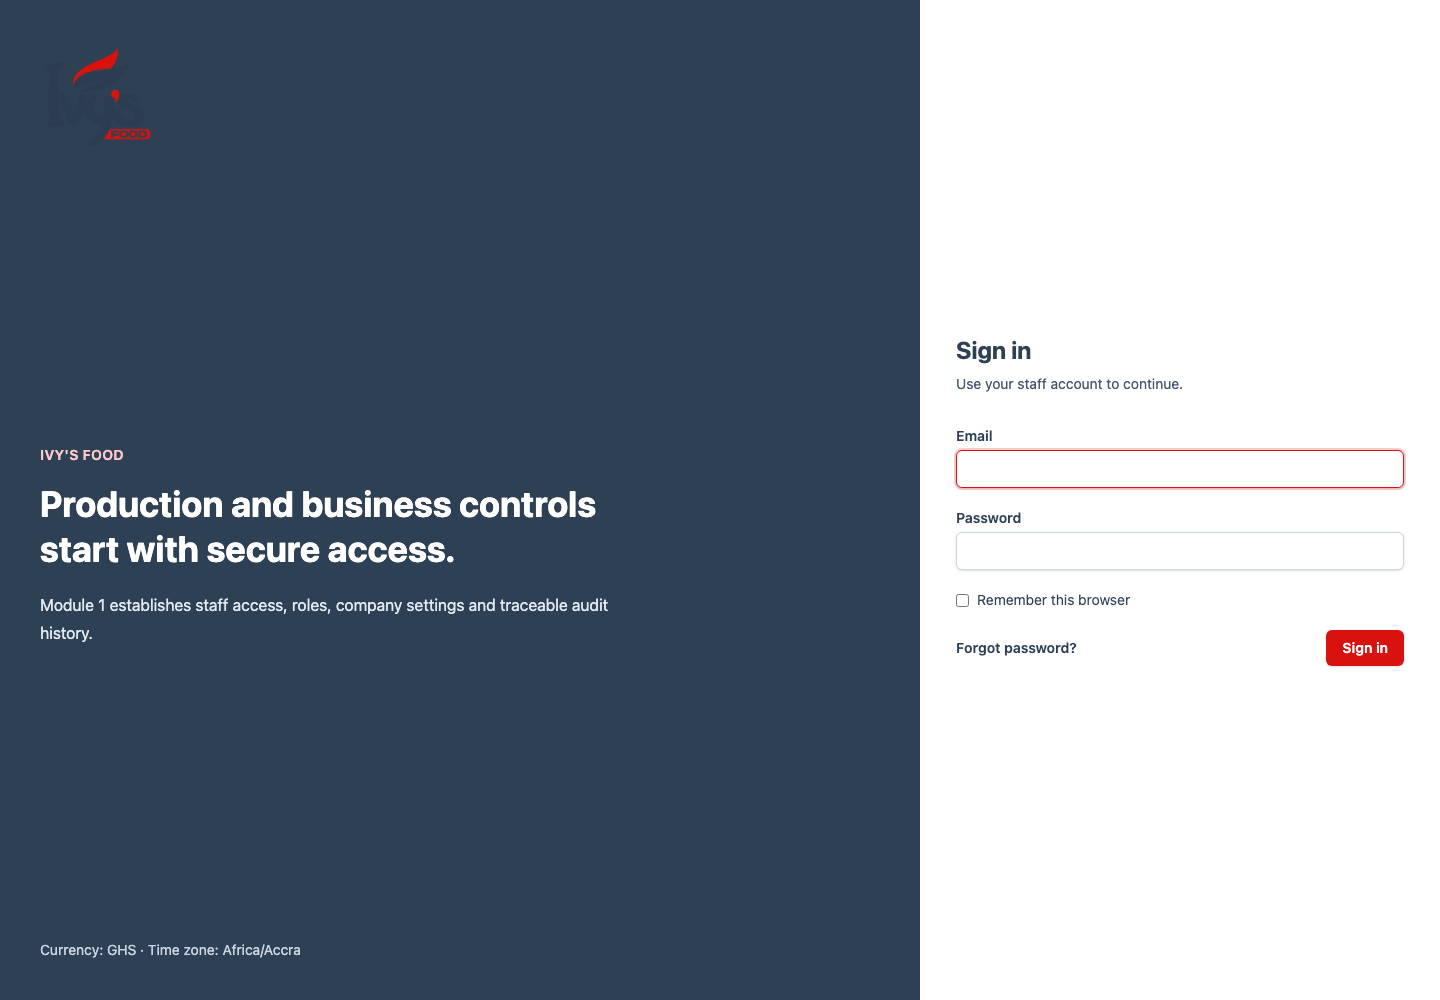 Ivy's
FOOD
IVY'S FOOD
Production and business controls
start with secure access.
Module 1 establishes staff access, roles, company settings and traceable audit
history.
Currency: GHS · Time zone: Africa/Accra
Sign in
Use your staff account to continue.
Email
Password
Remember this browser
Forgot password?
Sign in